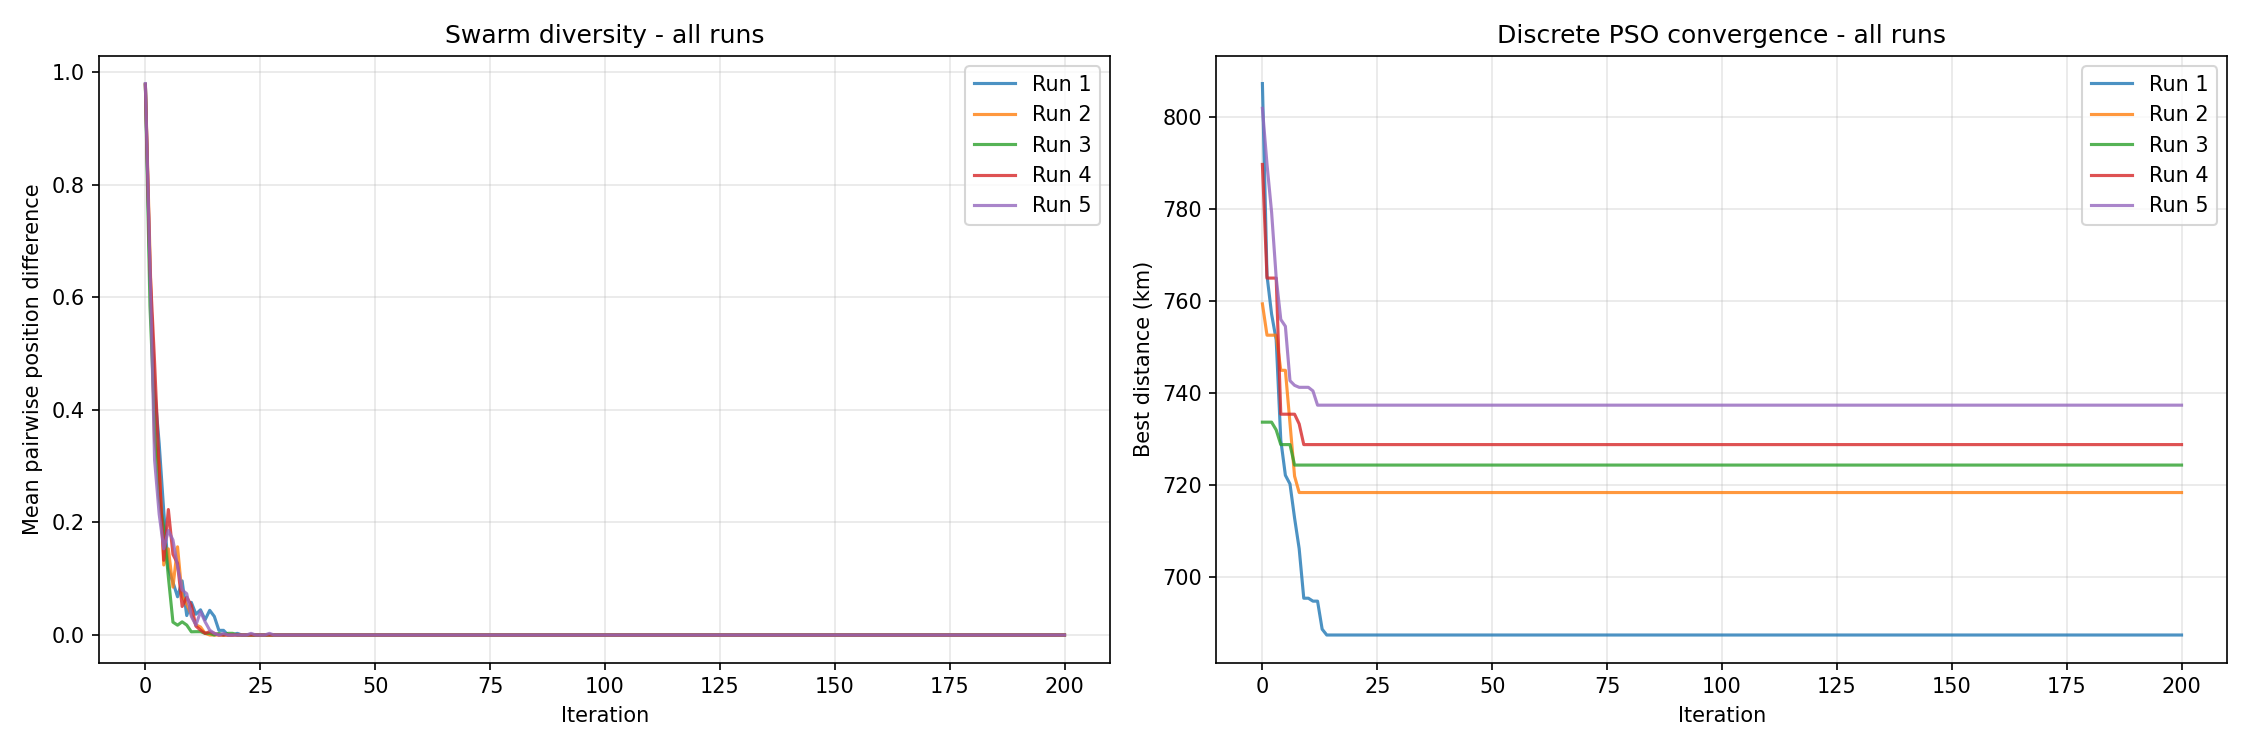 Swarm diversity - all runs
Mean pairwise position difference
1.0
0.8
0.6
0.4
0.2
0.0
0 25 50 75 100 125 150 175 200
Iteration
Run 1
Run 2
Run 3
Run 4
Run 5
Discrete PSO convergence - all runs
Best distance (km)
800
780
760
740
720
700
0 25 50 75 100 125 150 175 200
Iteration
Run 1
Run 2
Run 3
Run 4
Run 5